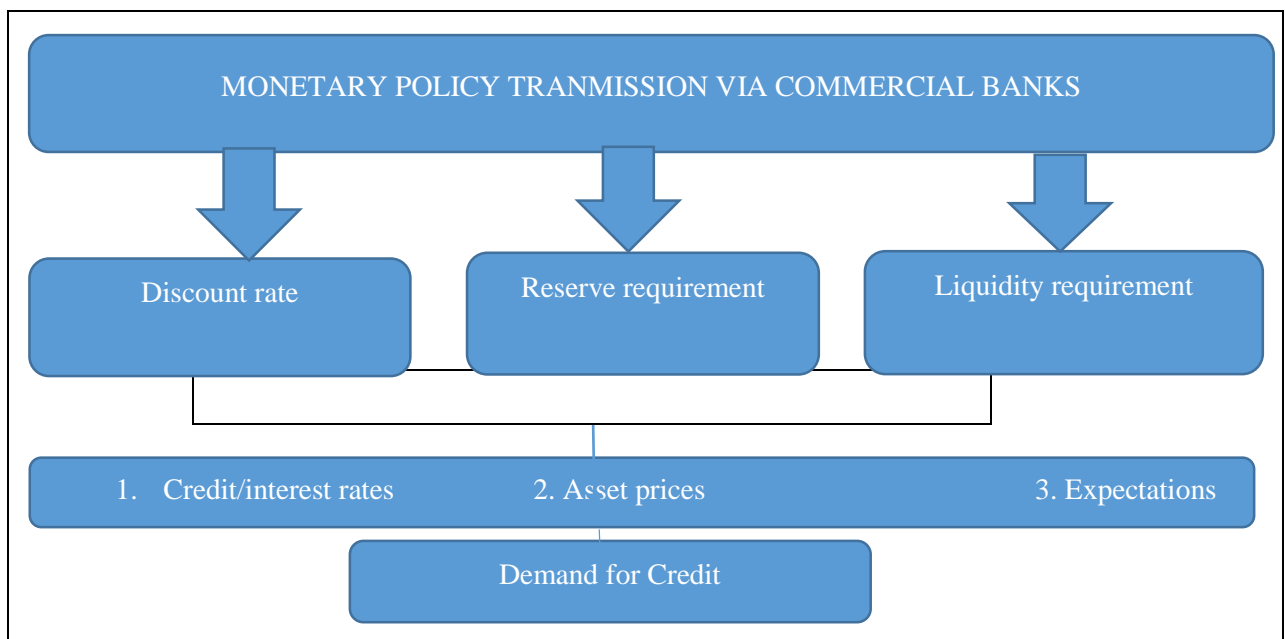 MONETARY POLICY TRANMISSION VIA COMMERCIAL BANKS
Discount rate
Reserve requirement
Liquidity requirement
1. Credit/interest rates 2. Asset prices 3. Expectations
Demand for Credit